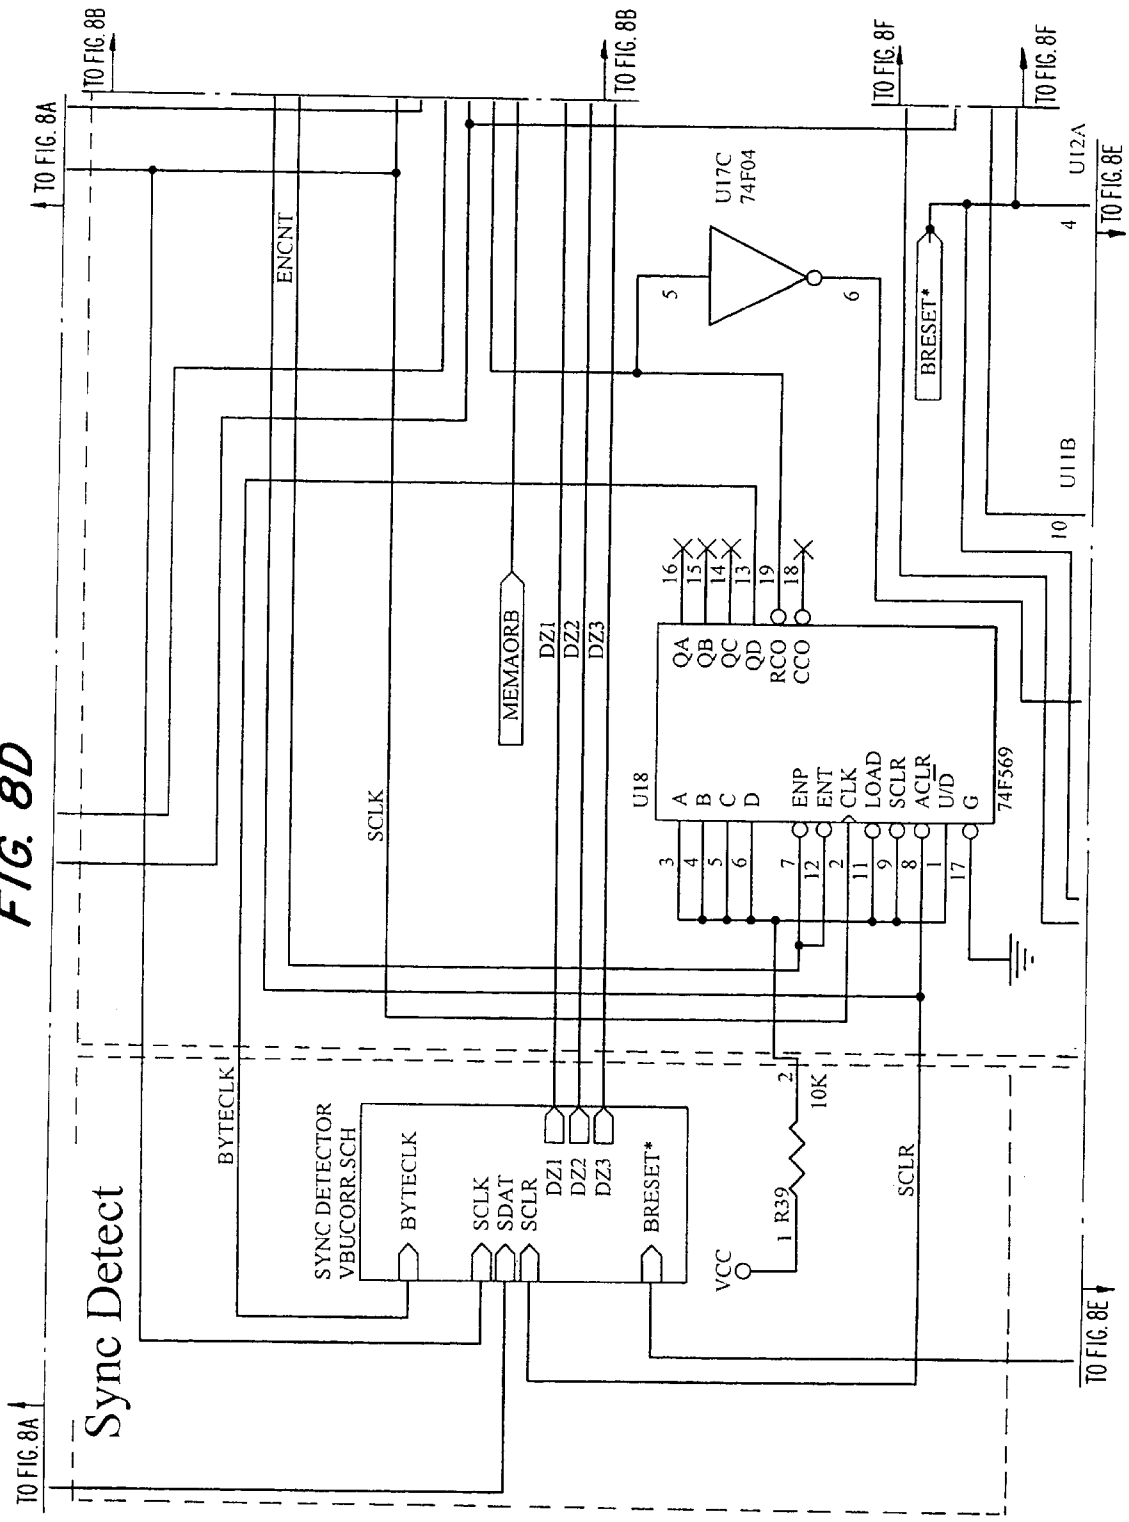 FIG. 8D
TO FIG. 8A
TO FIG. 8A
TO FIG. 8B
Sync Detect
BYTECLK
ENCNT
SCLK
SYNC DETECTOR
VBUCORR.SCH
BYTECLK
SCLK
SDAT
SCLR
DZ1
DZ2
DZ3
BRESET*
MEMAORB
DZ1
DZ2
DZ3
TO FIG. 8B
VCC
1 R39 2
10K
SCLR
U18
3 A
4 B
5 C
6 D
7 ENP
12 ENT
2 CLK
11 LOAD
9 SCLR
8 ACLR
1 U/D
17 G
QA 16
QB 15
QC 14
QD 13
RCO 19
CCO 18
74F569
U17C
74F04
5
6
BRESET*
TO FIG. 8F
TO FIG. 8F
U11B
10
U12A
4
TO FIG. 8E
TO FIG. 8E